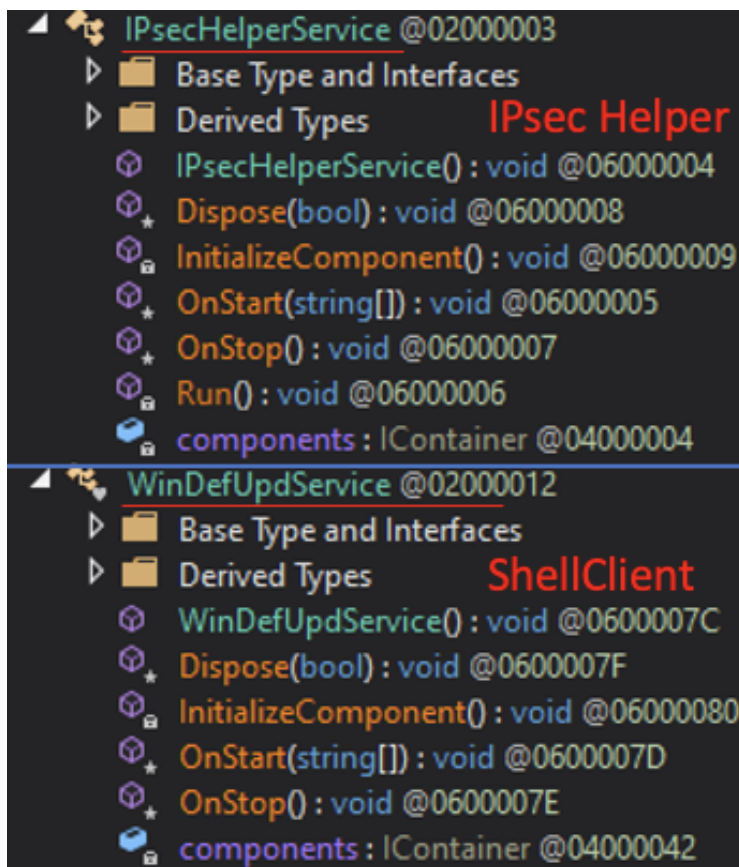 IPsecHelperService @02000003
Base Type and Interfaces
Derived Types
IPsec Helper
IPsecHelperService() : void @06000004
Dispose(bool) : void @06000008
InitializeComponent() : void @06000009
OnStart(string[]) : void @06000005
OnStop() : void @06000007
Run() : void @06000006
components : IContainer @04000004
WinDefUpdService @02000012
Base Type and Interfaces
Derived Types
ShellClient
WinDefUpdService() : void @0600007C
Dispose(bool) : void @0600007F
InitializeComponent() : void @06000080
OnStart(string[]) : void @0600007D
OnStop() : void @0600007E
components : IContainer @04000042